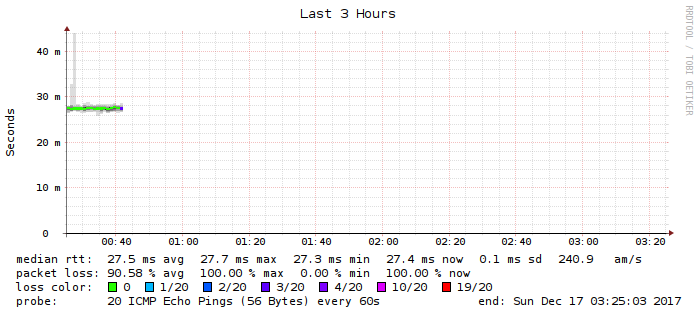 Last 3 Hours
RRDTOOL / TOBI OETIKER
Seconds
40 m
30 m
20 m
10 m
0
00:40 01:00 01:20 01:40 02:00 02:20 02:40 03:00 03:20
median rtt: 27.5 ms avg 27.7 ms max 27.3 ms min 27.4 ms now 0.1 ms sd 240.9 am/s
packet loss: 90.58 % avg 100.00 % max 0.00 % min 100.00 % now
loss color: 0 1/20 2/20 3/20 4/20 10/20 19/20
probe: 20 ICMP Echo Pings (56 Bytes) every 60s end: Sun Dec 17 03:25:03 2017